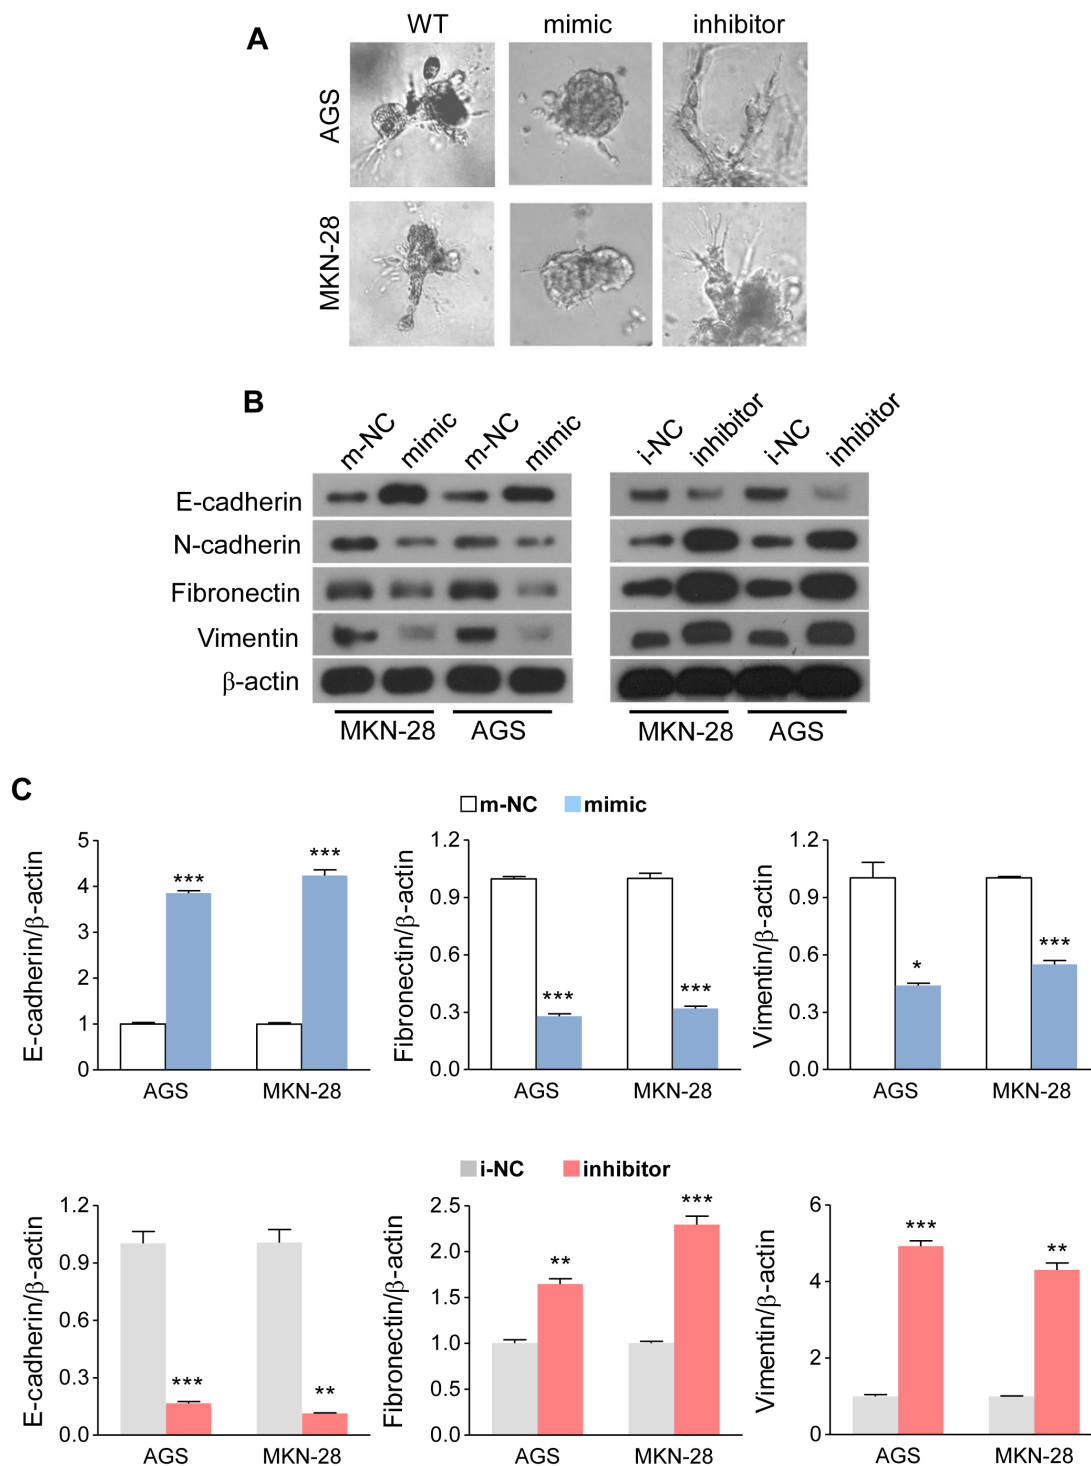 A
WT mimic inhibitor
AGS
MKN-28
B
m-NC mimic m-NC mimic i-NC inhibitor i-NC inhibitor
E-cadherin
N-cadherin
Fibronectin
Vimentin
β-actin
MKN-28 AGS MKN-28 AGS
C
m-NC mimic
E-cadherin/β-actin
5
4
3
2
1
0
*** ***
AGS MKN-28
Fibronectin/β-actin
1.2
0.9
0.6
0.3
0.0
*** ***
AGS MKN-28
Vimentin/β-actin
1.2
0.9
0.6
0.3
0.0
* ***
AGS MKN-28
i-NC inhibitor
E-cadherin/β-actin
1.2
0.9
0.6
0.3
0.0
*** **
AGS MKN-28
Fibronectin/β-actin
2.5
2.0
1.5
1.0
0.5
0.0
** ***
AGS MKN-28
Vimentin/β-actin
6
4
2
0
*** **
AGS MKN-28